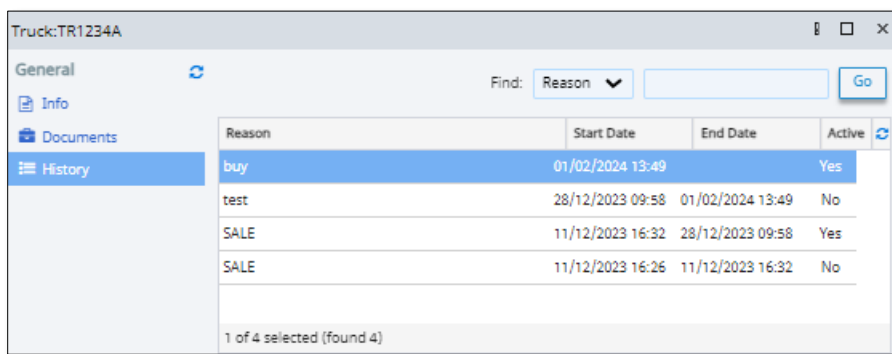 Truck:TR1234A
General
Info
Documents
History
Find: Reason Go
Reason Start Date End Date Active
buy 01/02/2024 13:49 Yes
test 28/12/2023 09:58 01/02/2024 13:49 No
SALE 11/12/2023 16:32 28/12/2023 09:58 Yes
SALE 11/12/2023 16:26 11/12/2023 16:32 No
1 of 4 selected (found 4)